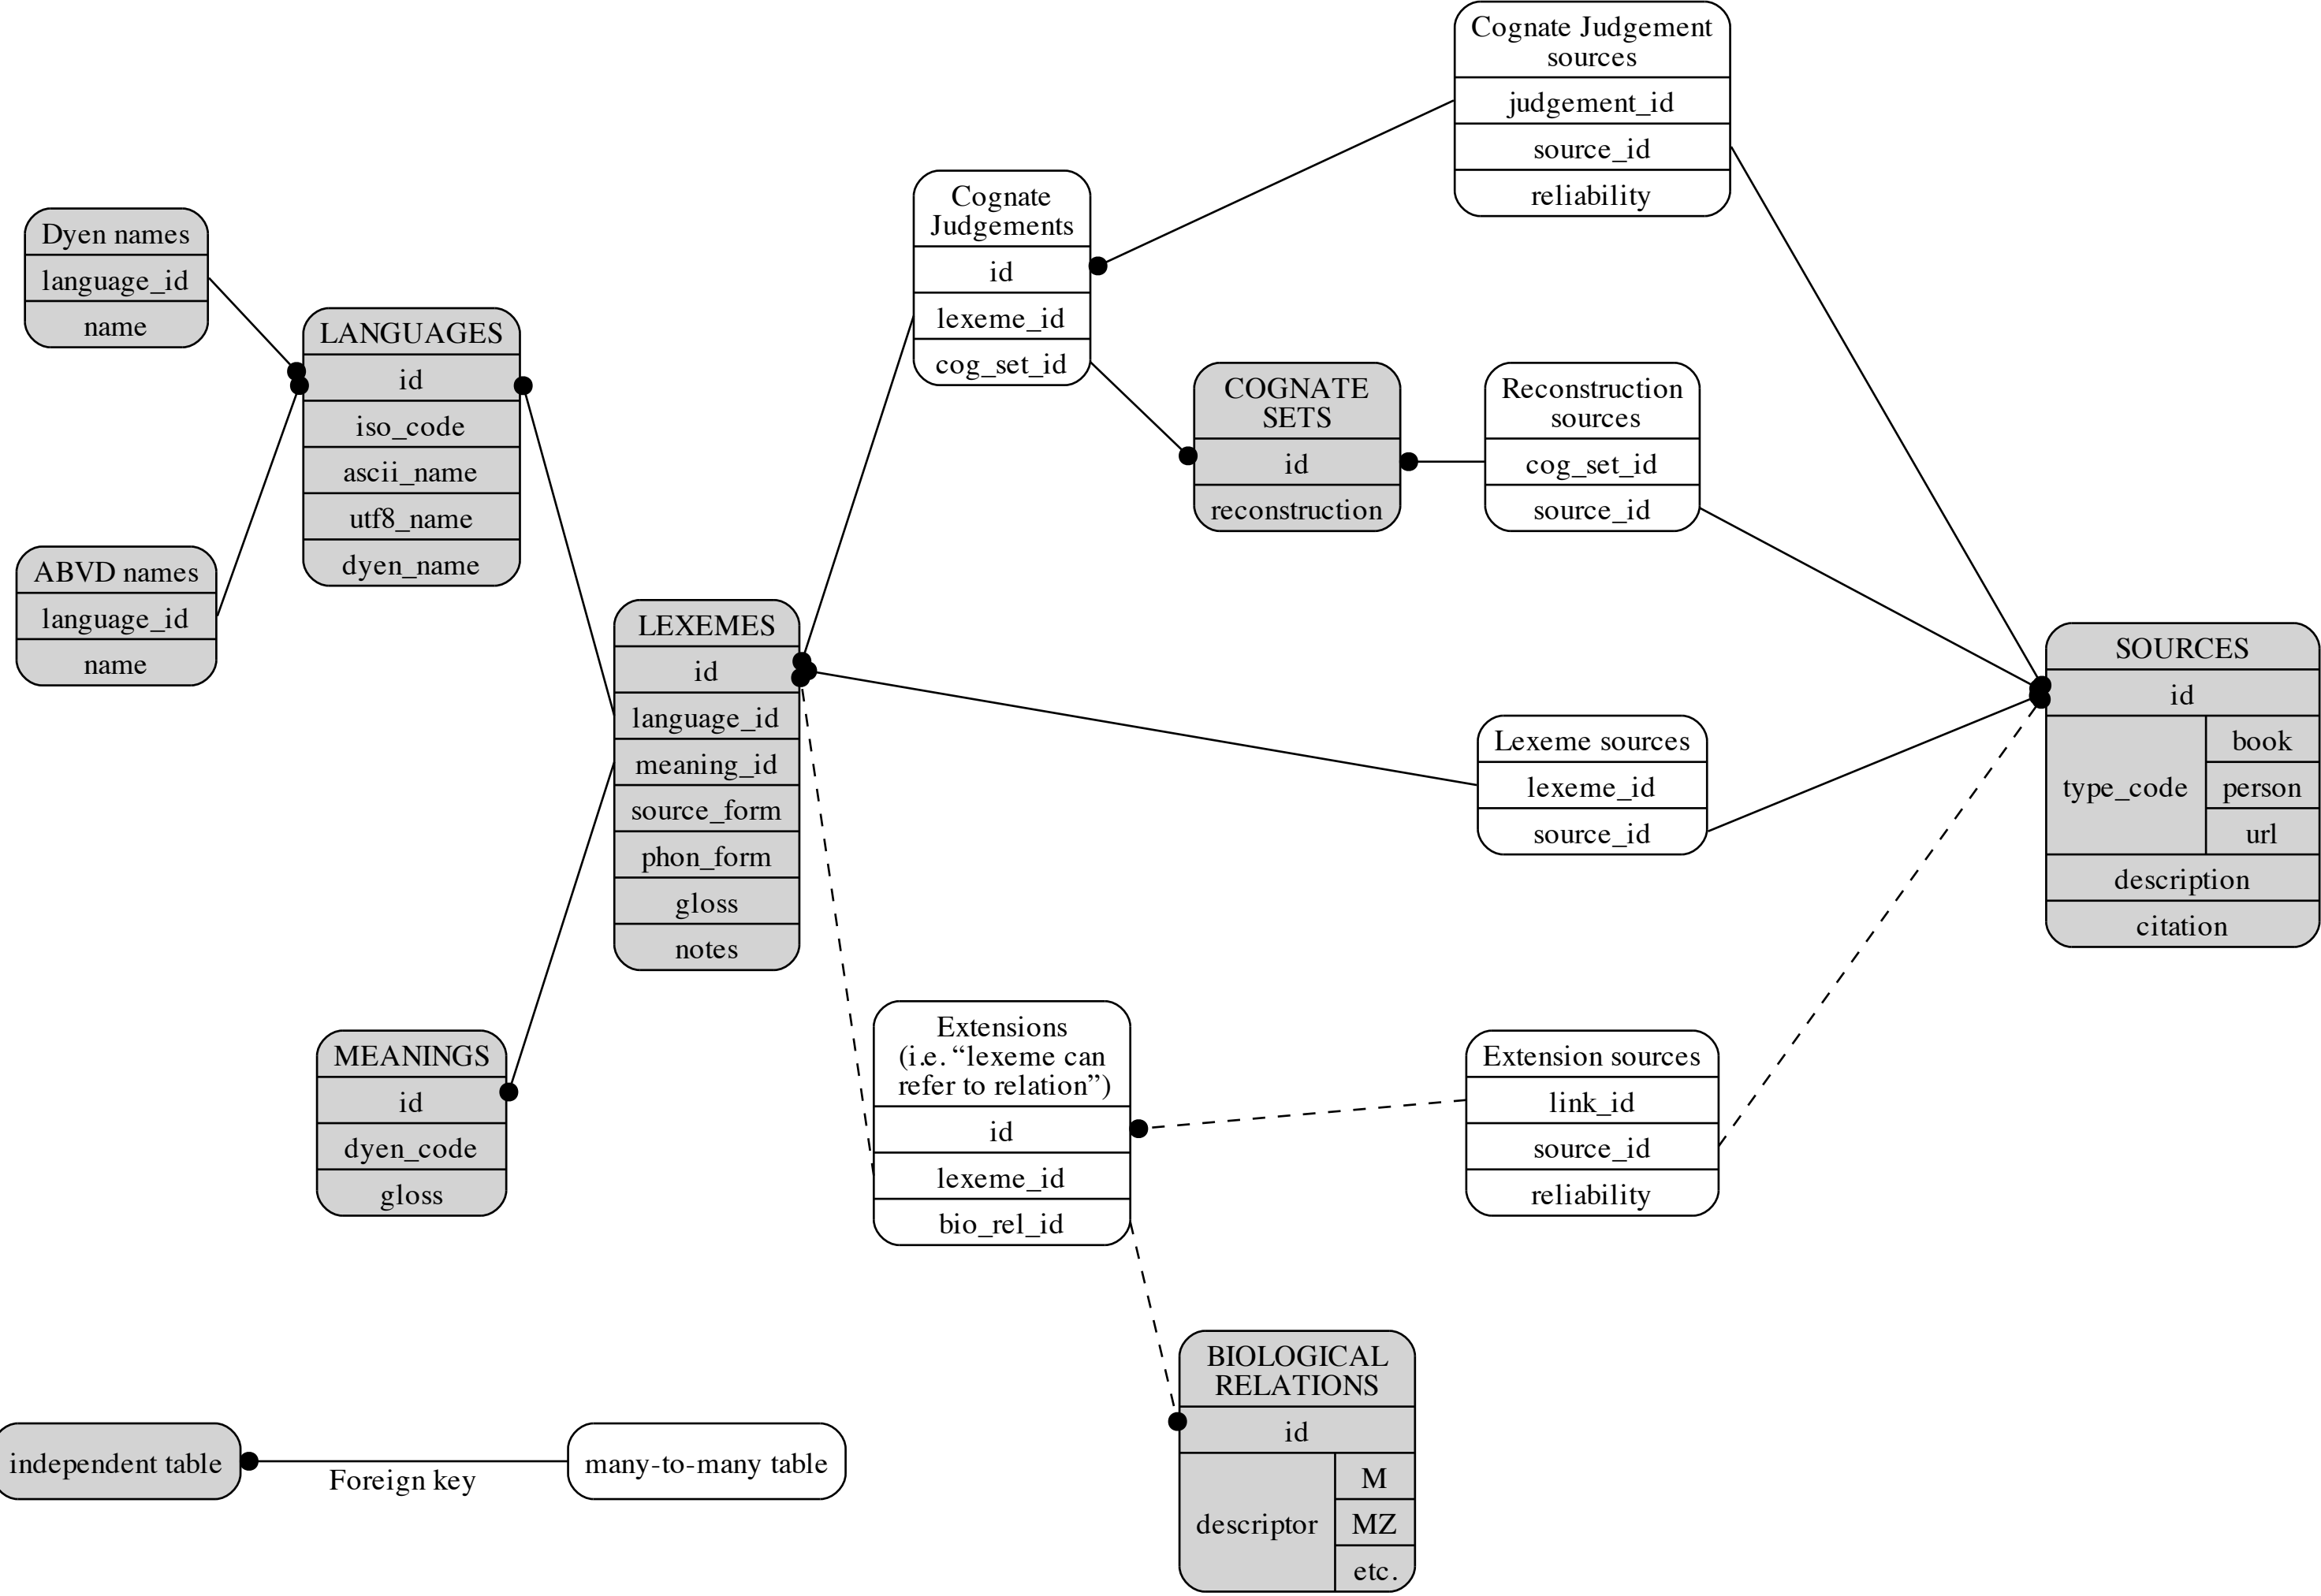 Cognate Judgement
sources
judgement_id
source_id
reliability
Cognate
Judgements
id
lexeme_id
cog_set_id
Dyen names
language_id
name
LANGUAGES
id
iso_code
ascii_name
utf8_name
dyen_name
COGNATE
SETS
id
reconstruction
Reconstruction
sources
cog_set_id
source_id
ABVD names
language_id
name
LEXEMES
id
language_id
meaning_id
source_form
phon_form
gloss
notes
SOURCES
id
type_code
book
person
url
description
citation
Lexeme sources
lexeme_id
source_id
MEANINGS
id
dyen_code
gloss
Extensions
(i.e. “lexeme can
refer to relation”)
id
lexeme_id
bio_rel_id
Extension sources
link_id
source_id
reliability
BIOLOGICAL
RELATIONS
id
descriptor
M
MZ
etc.
independent table
Foreign key
many-to-many table